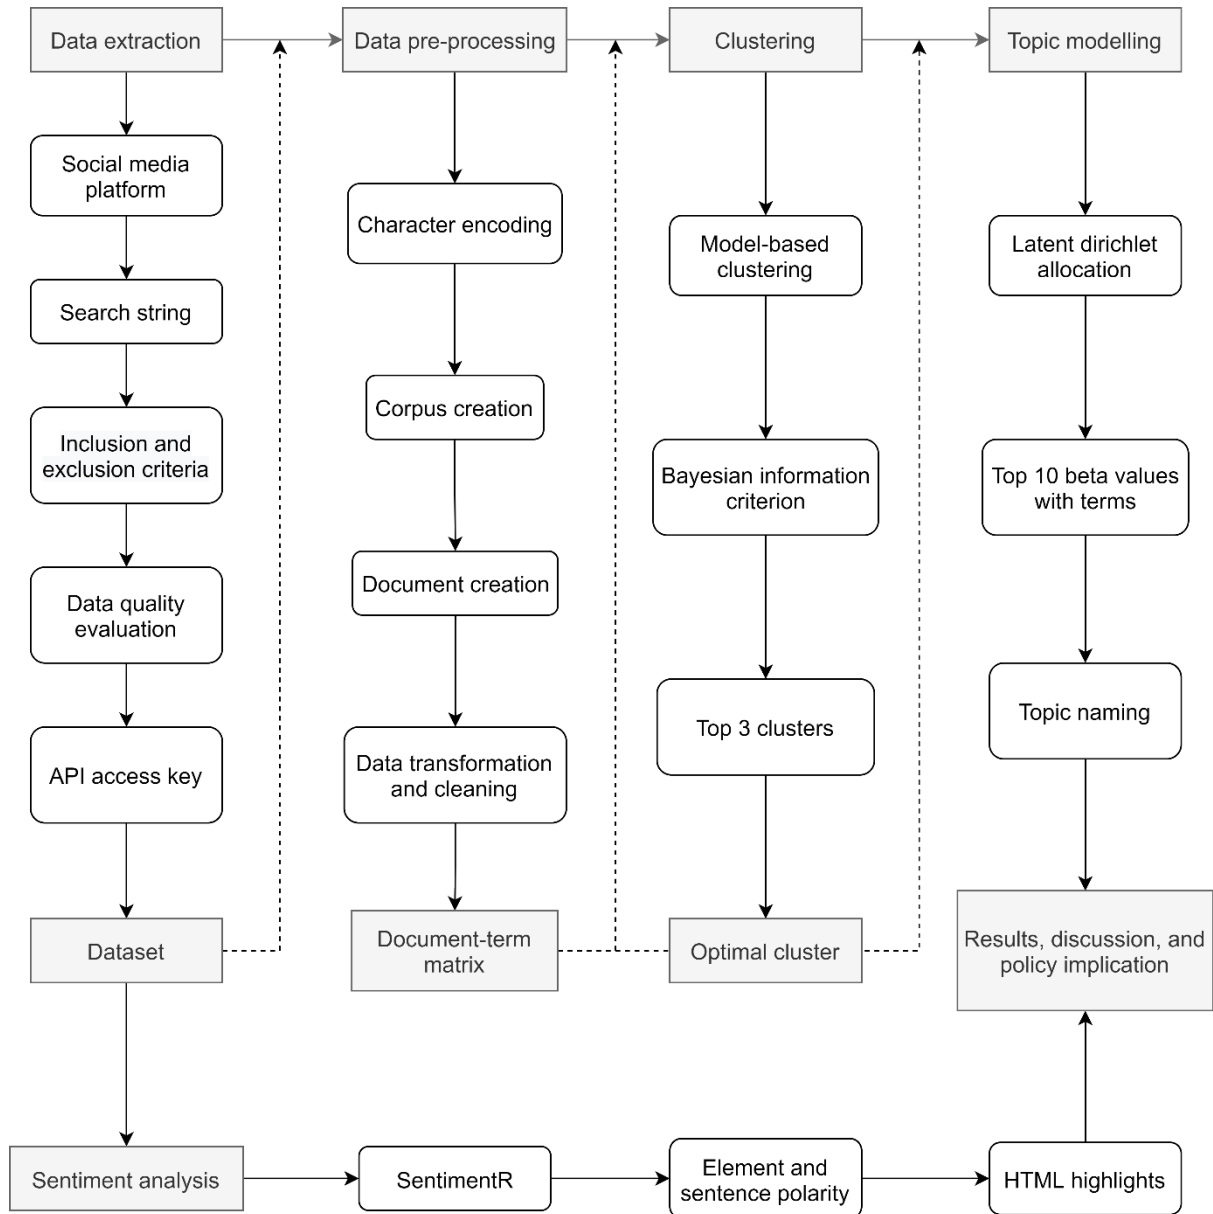 Data extraction
Data pre-processing
Clustering
Topic modelling
Social media
platform
Search string
Inclusion and
exclusion criteria
Data quality
evaluation
API access key
Dataset
Character encoding
Corpus creation
Document creation
Data transformation
and cleaning
Document-term
matrix
Model-based
clustering
Bayesian information
criterion
Top 3 clusters
Optimal cluster
Latent dirichlet
allocation
Top 10 beta values
with terms
Topic naming
Results, discussion, and
policy implication
Sentiment analysis
SentimentR
Element and
sentence polarity
HTML highlights